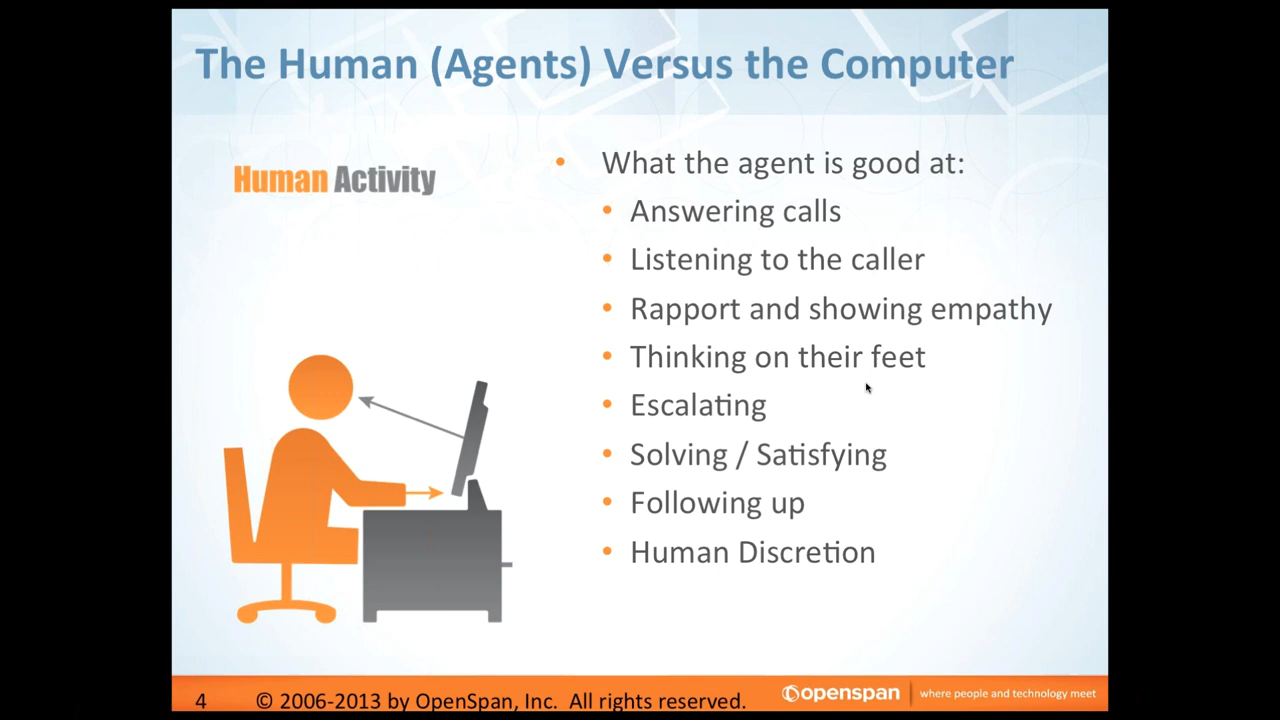 The Human (Agents) Versus the Computer
Human Activity
What the agent is good at:
Answering calls
Listening to the caller
Rapport and showing empathy
Thinking on their feet
Escalating
Solving / Satisfying
Following up
Human Discretion
4 © 2006-2013 by OpenSpan, Inc. All rights reserved.
openspan where people and technology meet